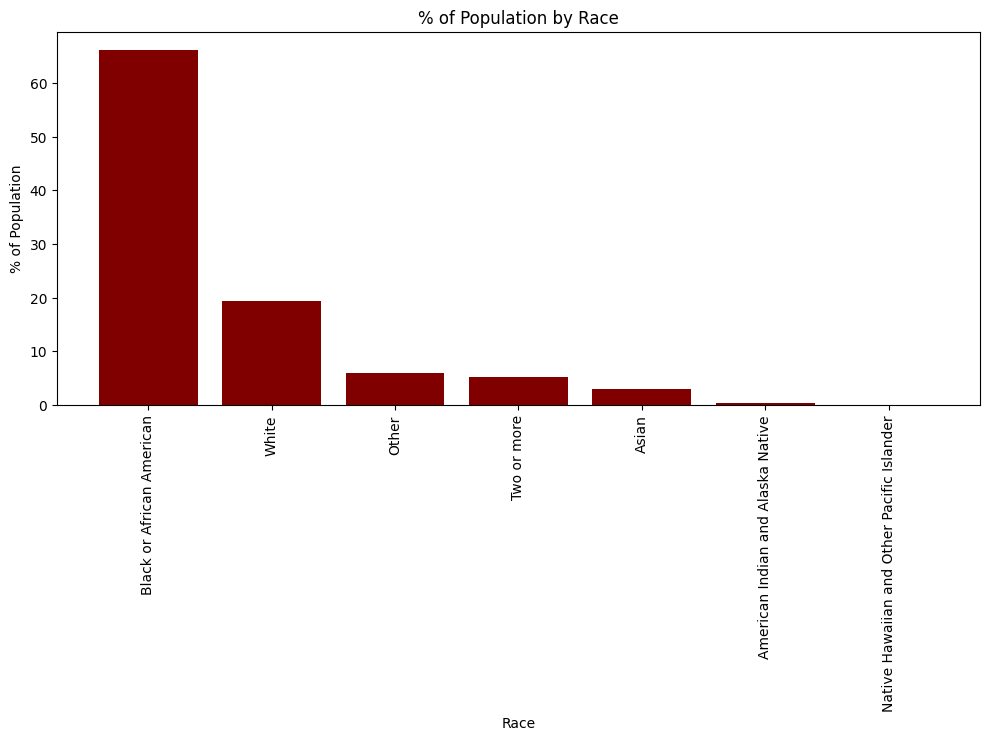 % of Population by Race
% of Population
60
50
40
30
20
10
0
Black or African American
White
Other
Two or more
Asian
American Indian and Alaska Native
Native Hawaiian and Other Pacific Islander
Race